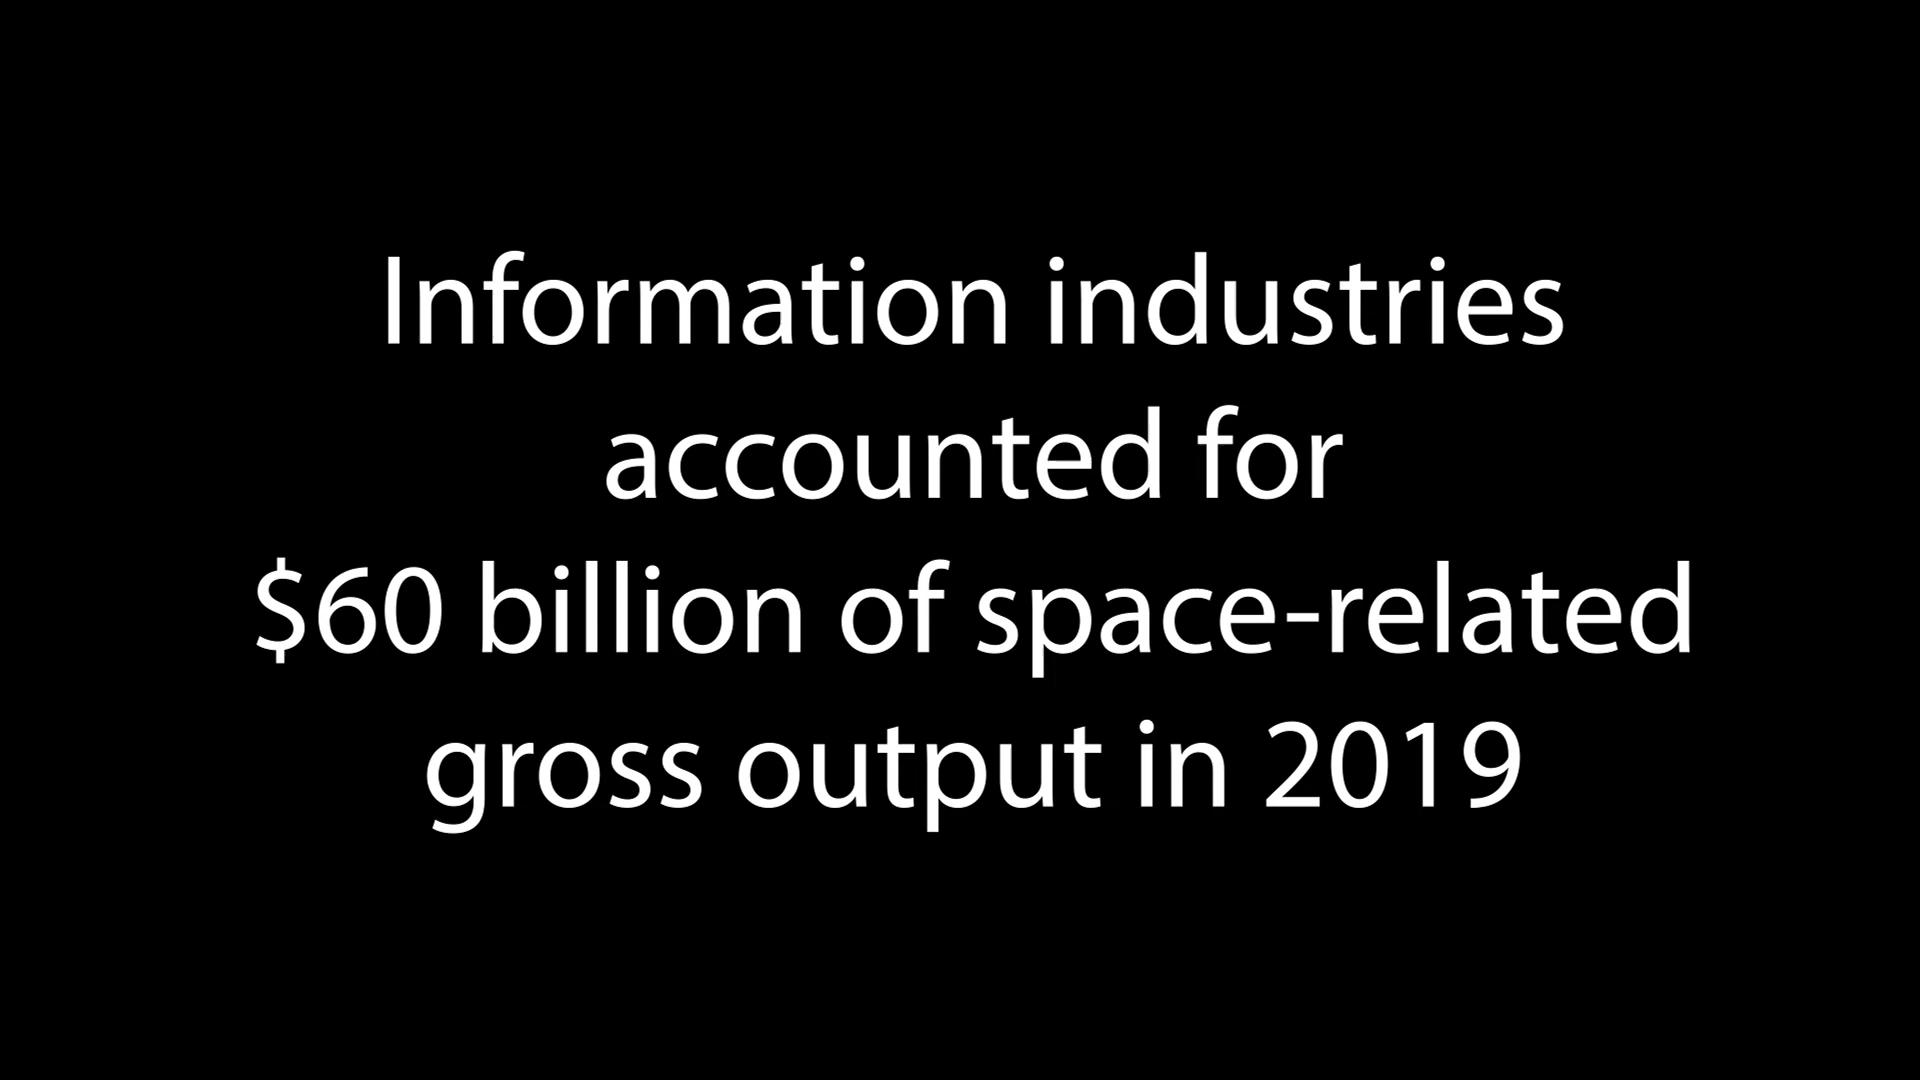 Information industries
accounted for
$60 billion of space-related
gross output in 2019